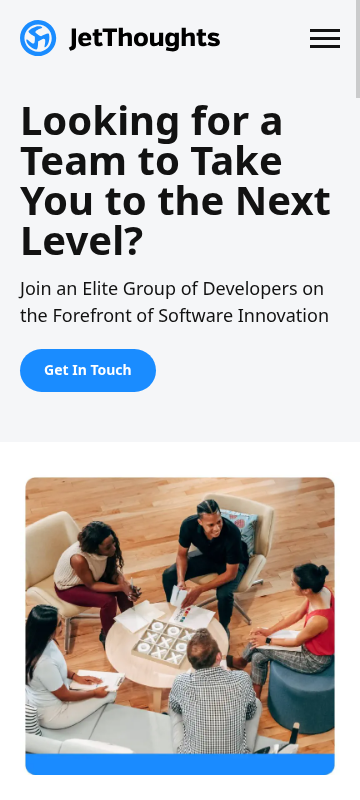 JetThoughts
Looking for a
Team to Take
You to the Next
Level?
Join an Elite Group of Developers on
the Forefront of Software Innovation
Get In Touch